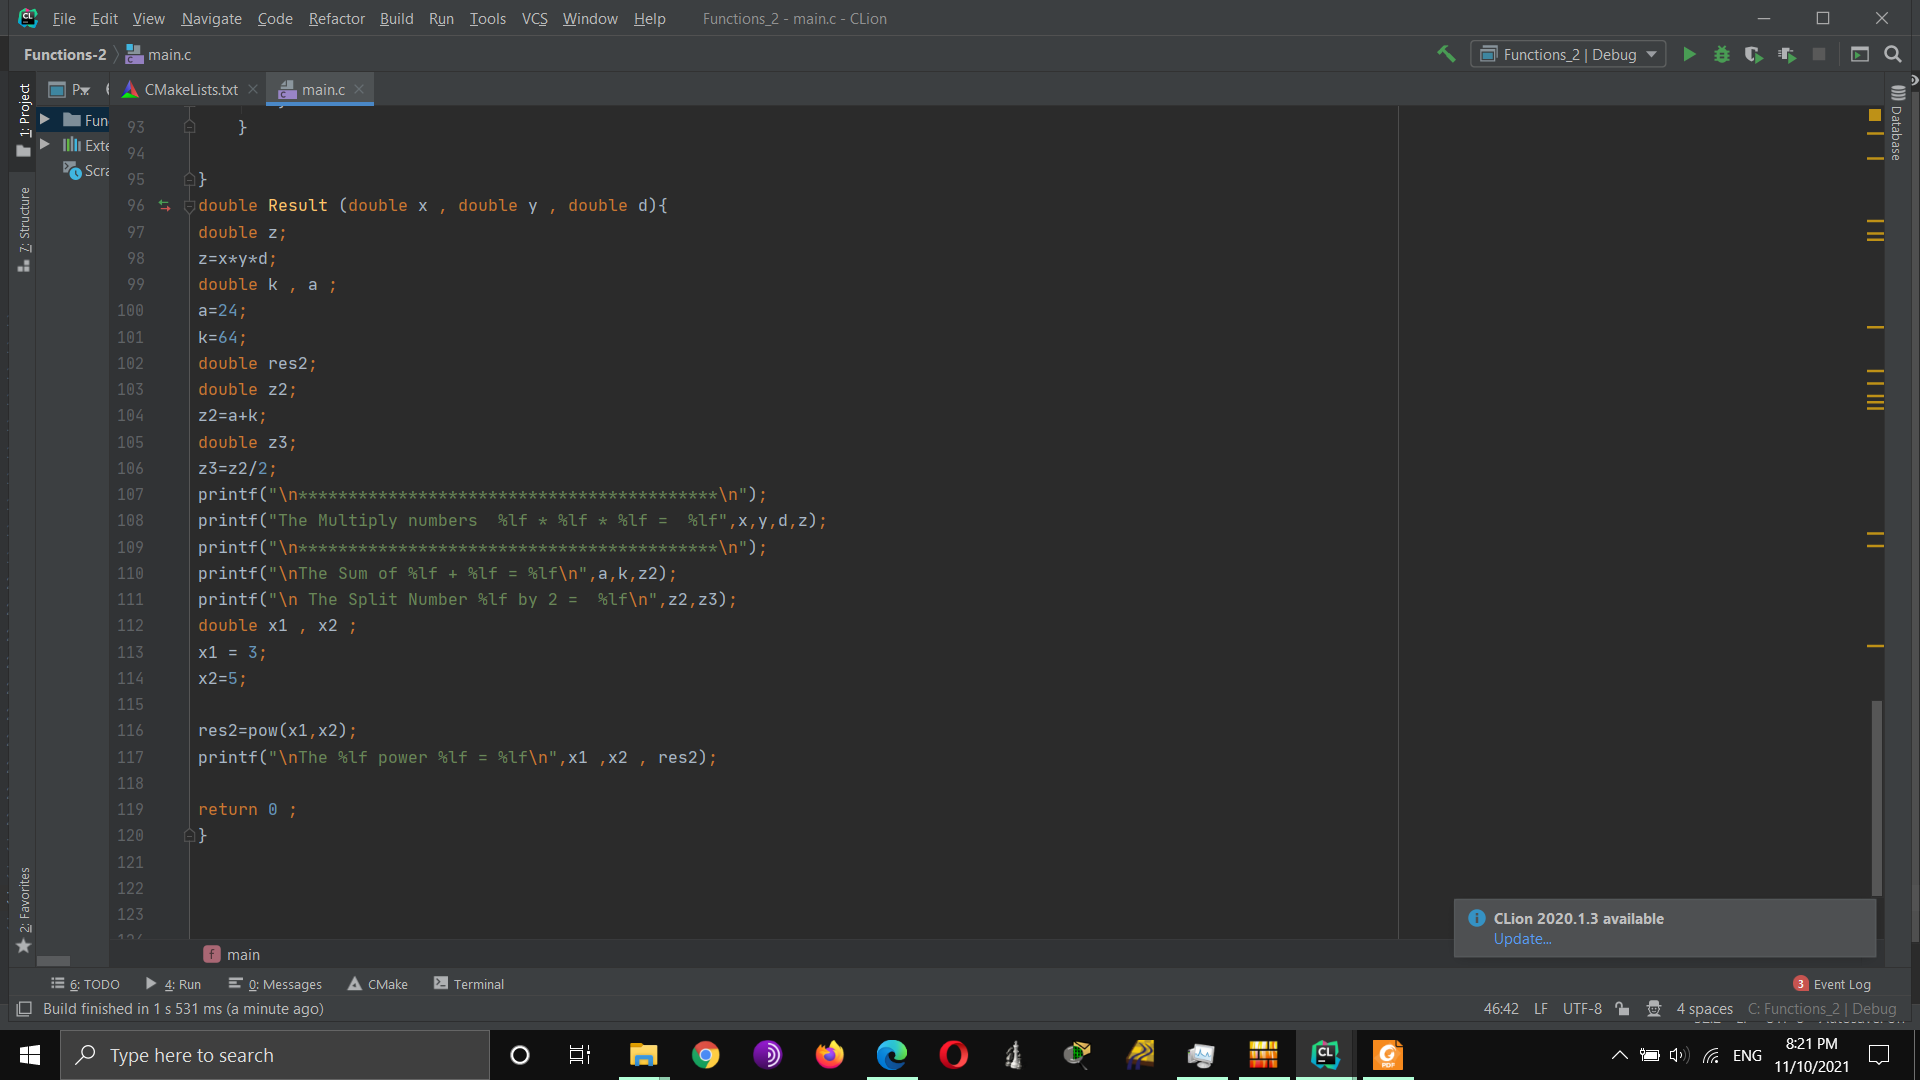 File Edit View Navigate Code Refactor Build Run Tools VCS Window Help Functions_2 - main.c - CLion
Functions-2 main.c Functions_2 | Debug
1: Project
P
CMakeLists.txt
main.c
Fun
Exte
Scra
7: Structure
2: Favorites
Database
93 }
94
95 }
96 double Result (double x , double y , double d){
97 double z;
98 z=x*y*d;
99 double k , a ;
100 a=24;
101 k=64;
102 double res2;
103 double z2;
104 z2=a+k;
105 double z3;
106 z3=z2/2;
107 printf("\n******************************************\n");
108 printf("The Multiply numbers  %lf * %lf * %lf =  %lf",x,y,d,z);
109 printf("\n******************************************\n");
110 printf("\nThe Sum of %lf + %lf = %lf\n",a,k,z2);
111 printf("\n The Split Number %lf by 2 =  %lf\n",z2,z3);
112 double x1 , x2 ;
113 x1 = 3;
114 x2=5;
115
116 res2=pow(x1,x2);
117 printf("\nThe %lf power %lf = %lf\n",x1 ,x2 , res2);
118
119 return 0 ;
120 }
121
122
123
CLion 2020.1.3 available
Update...
f main
6: TODO 4: Run 0: Messages CMake Terminal 3 Event Log
Build finished in 1 s 531 ms (a minute ago) 46:42 LF UTF-8 4 spaces C: Functions_2 | Debug
Type here to search
ENG
8:21 PM
11/10/2021